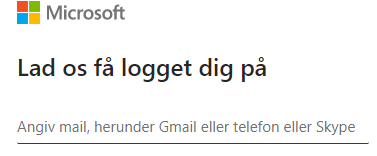 Microsoft
Lad os få logget dig på
Angiv mail, herunder Gmail eller telefon eller Skype